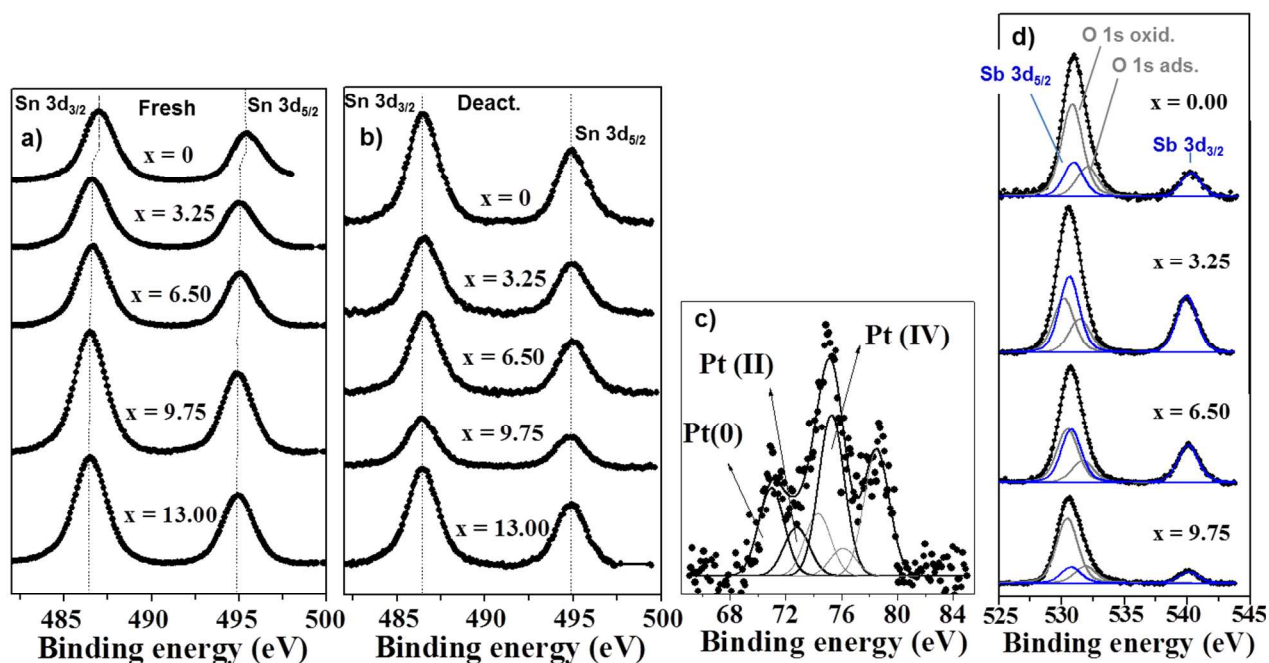 a)
Sn 3d3/2
Fresh
Sn 3d5/2
x = 0
x = 3.25
x = 6.50
x = 9.75
x = 13.00
485 490 495 500
Binding energy (eV)
b)
Sn 3d3/2
Deact.
Sn 3d5/2
x = 0
x = 3.25
x = 6.50
x = 9.75
x = 13.00
485 490 495 500
Binding energy (eV)
c)
Pt (IV)
Pt (II)
Pt(0)
68 72 76 80 84
Binding energy (eV)
d)
O 1s oxid.
Sb 3d5/2
O 1s ads.
x = 0.00
Sb 3d3/2
x = 3.25
x = 6.50
x = 9.75
525 530 535 540 545
Binding energy (eV)